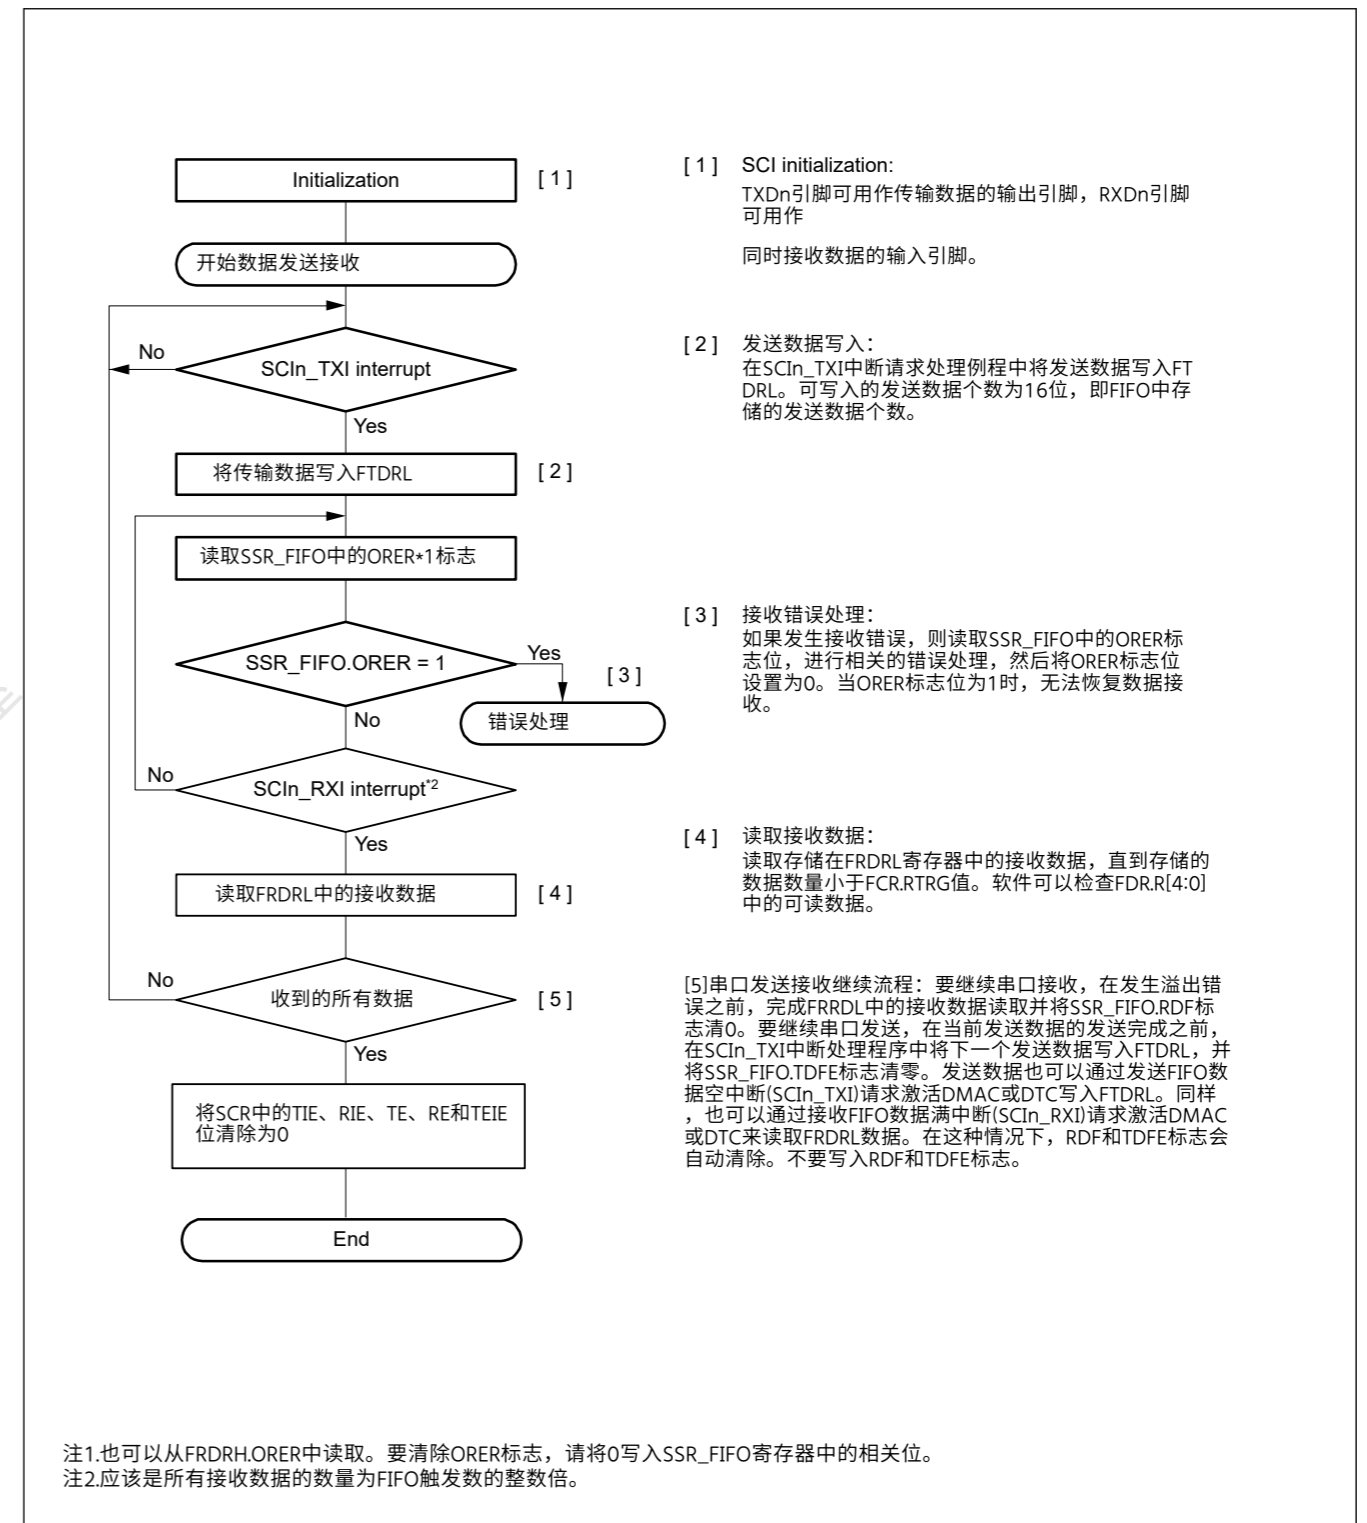 Initialization
[ 1 ]
开始数据发送接收
No
SCIn_TXI interrupt
Yes
将传输数据写入FTDRL
[ 2 ]
读取SSR_FIFO中的ORER*1标志
SSR_FIFO.ORER = 1
Yes
[ 3 ]
错误处理
No
No
SCIn_RXI interrupt*2
Yes
读取FRDRL中的接收数据
[ 4 ]
No
收到的所有数据
[ 5 ]
Yes
将SCR中的TIE、RIE、TE、RE和TEIE
位清除为0
End
[ 1 ] SCI initialization:
TXDn引脚可用作传输数据的输出引脚，RXDn引脚
可用作
同时接收数据的输入引脚。
[ 2 ] 发送数据写入：
在SCIn_TXI中断请求处理例程中将发送数据写入FT
DRL。可写入的发送数据个数为16位，即FIFO中存
储的发送数据个数。
[ 3 ] 接收错误处理：
如果发生接收错误，则读取SSR_FIFO中的ORER标
志位，进行相关的错误处理，然后将ORER标志位
设置为0。当ORER标志位为1时，无法恢复数据接
收。
[ 4 ] 读取接收数据：
读取存储在FRDRL寄存器中的接收数据，直到存储的
数据数量小于FCR.RTRG值。软件可以检查FDR.R[4:0]
中的可读数据。
[5]串口发送接收继续流程：要继续串口接收，在发生溢出错
误之前，完成FRRDL中的接收数据读取并将SSR_FIFO.RDF标
志清0。要继续串口发送，在当前发送数据的发送完成之前，
在SCIn_TXI中断处理程序中将下一个发送数据写入FTDRL，并
将SSR_FIFO.TDFE标志清零。发送数据也可以通过发送FIFO数
据空中断(SCIn_TXI)请求激活DMAC或DTC写入FTDRL。同样
，也可以通过接收FIFO数据满中断(SCIn_RXI)请求激活DMAC
或DTC来读取FRDRL数据。在这种情况下，RDF和TDFE标志会
自动清除。不要写入RDF和TDFE标志。
注1.也可以从FRDRH.ORER中读取。要清除ORER标志，请将0写入SSR_FIFO寄存器中的相关位。
注2.应该是所有接收数据的数量为FIFO触发数的整数倍。